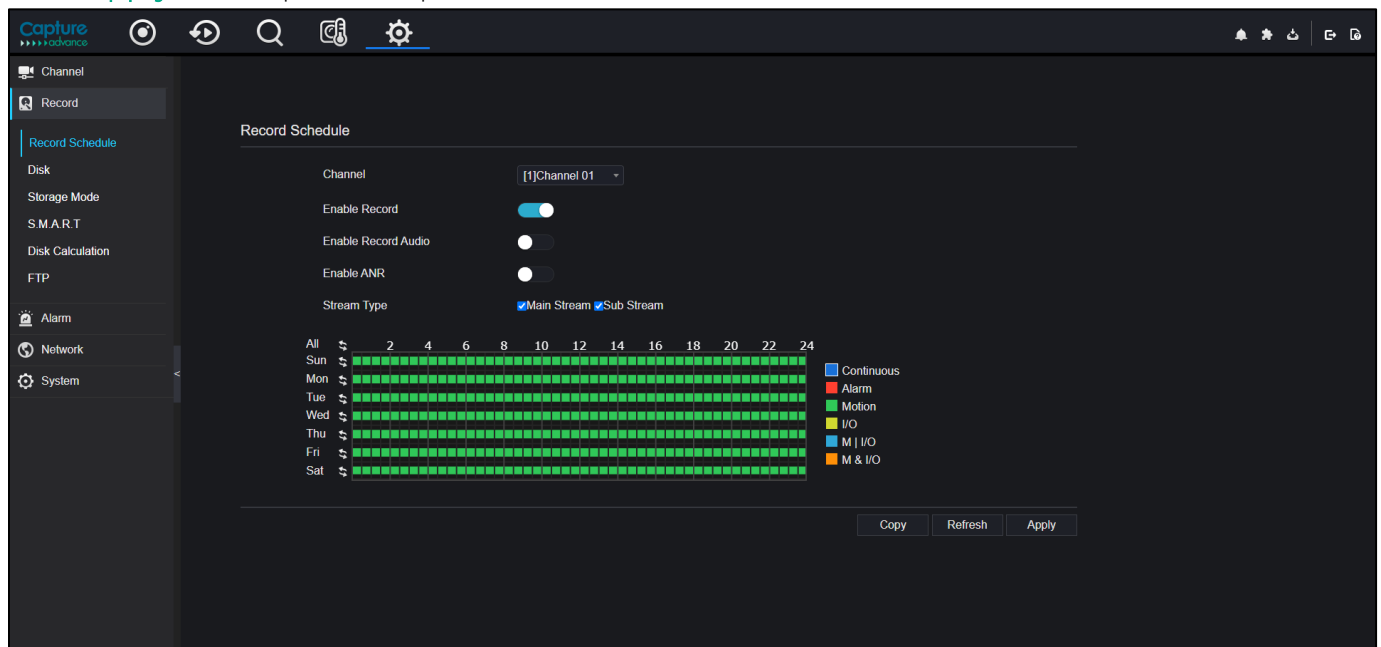 Capture
advance
Channel
Record
Record Schedule
Disk
Storage Mode
S.M.A.R.T
Disk Calculation
FTP
Alarm
Network
System
<
Record Schedule
Channel [1]Channel 01
Enable Record
Enable Record Audio
Enable ANR
Stream Type Main Stream Sub Stream
All 2 4 6 8 10 12 14 16 18 20 22 24
Sun
Mon
Tue
Wed
Thu
Fri
Sat
Continuous
Alarm
Motion
I/O
M | I/O
M & I/O
Copy Refresh Apply